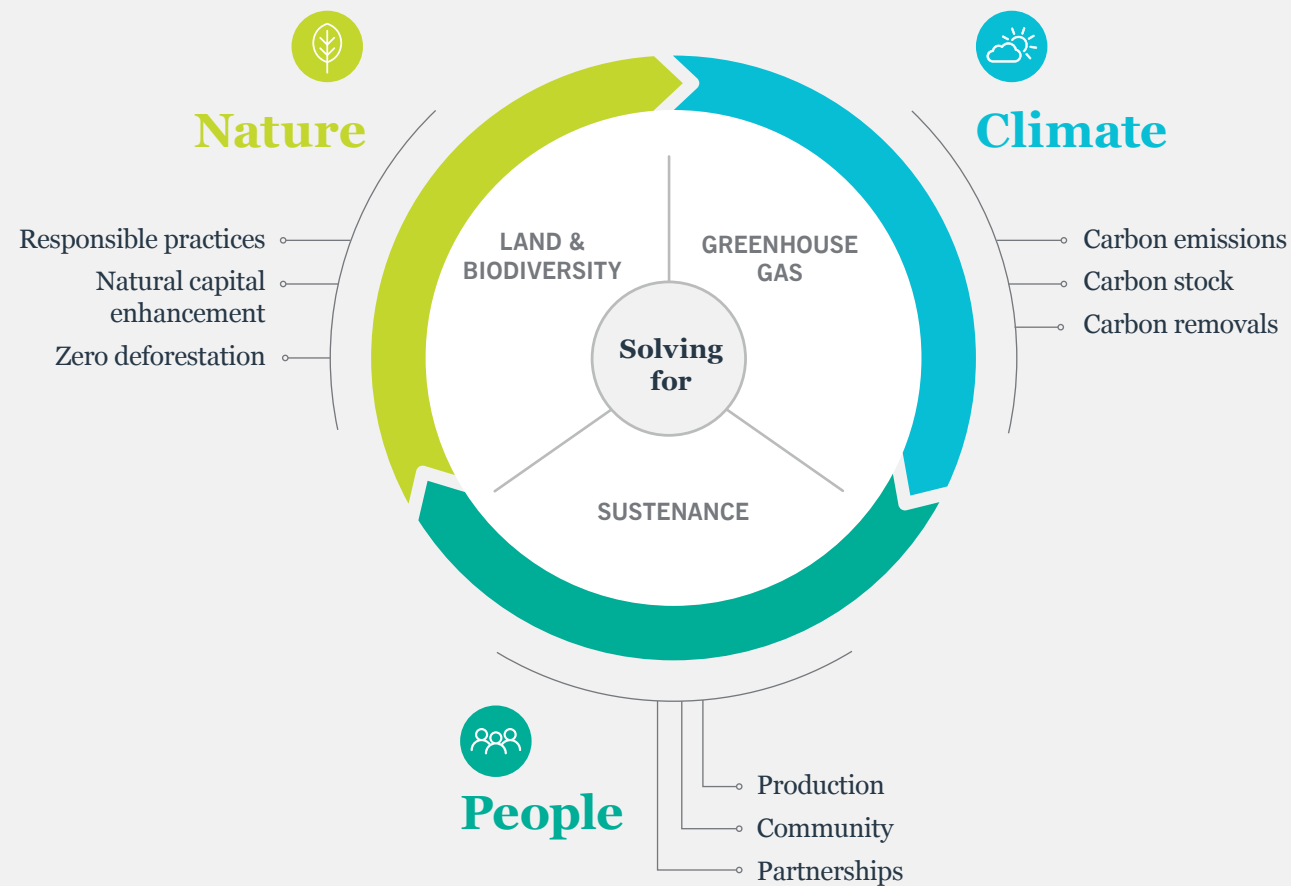 Nature
Climate
Responsible practices
Natural capital
enhancement
Zero deforestation
LAND &
BIODIVERSITY
GREENHOUSE
GAS
Solving
for
SUSTENANCE
Carbon emissions
Carbon stock
Carbon removals
People
Production
Community
Partnerships